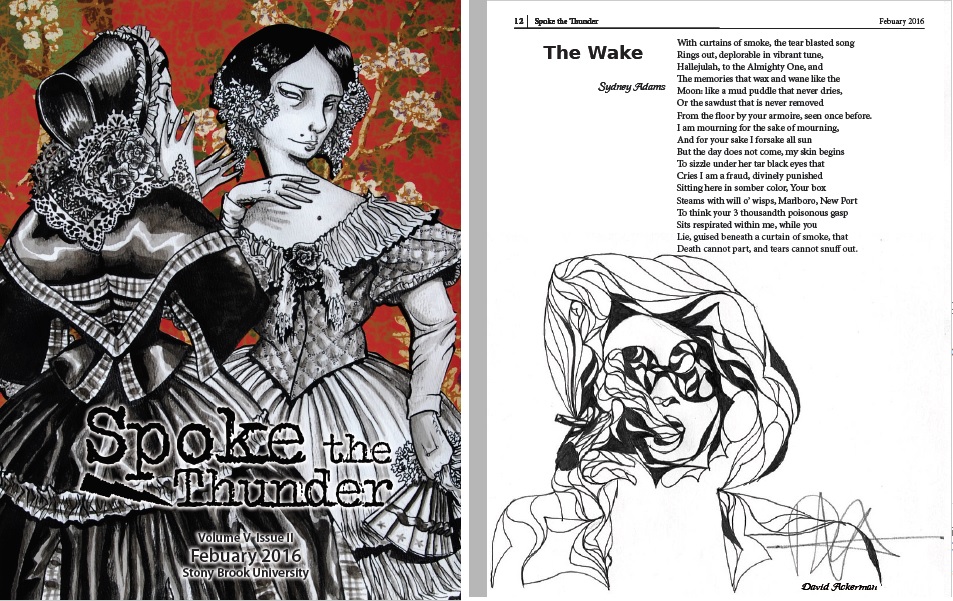 Spoke the
Thunder
Volume V Issue II
Febuary 2016
Stony Brook University
12 Spoke the Thunder Febuary 2016
The Wake
Sydney Adams
With curtains of smoke, the tear blasted song
Rings out, deplorable in vibrant tune,
Hallejulah, to the Almighty One, and
The memories that wax and wane like the
Moon: like a mud puddle that never dries,
Or the sawdust that is never removed
From the floor by your armoire, seen once before.
I am mourning for the sake of mourning,
And for your sake I forsake all sun
But the day does not come, my skin begins
To sizzle under her tar black eyes that
Cries I am a fraud, divinely punished
Sitting here in somber color, Your box
Steams with will o' wisps, Marlboro, New Port
To think your 3 thousandth poisonous gasp
Sits respirated within me, while you
Lie, guised beneath a curtain of smoke, that
Death cannot part, and tears cannot snuff out.
David Ackerman